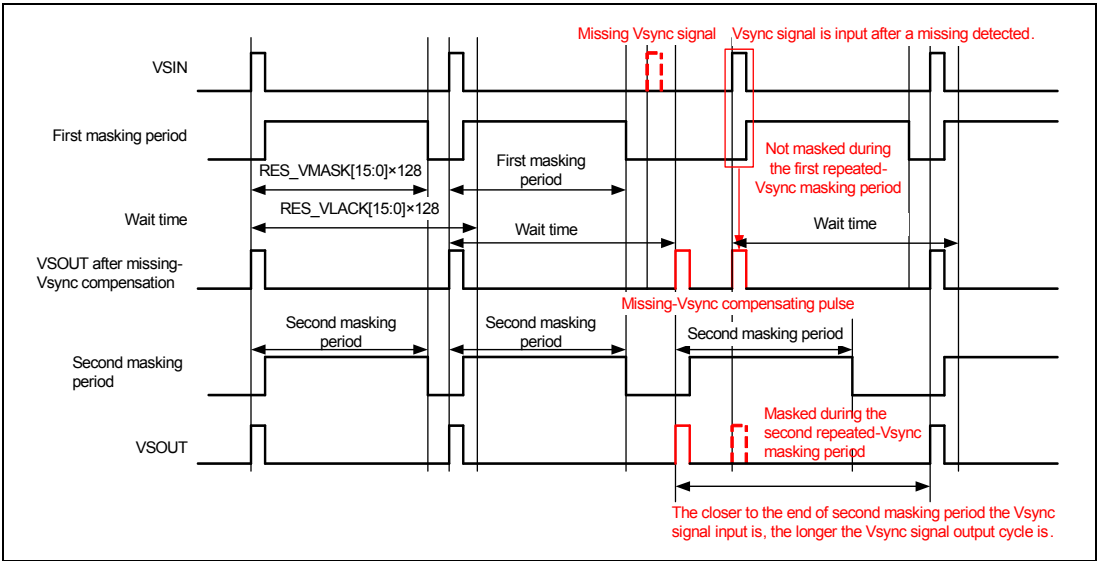 Missing Vsync signal
Vsync signal is input after a missing detected.
VSIN
First masking period
Not masked during
the first repeated-
Vsync masking period
First masking
period
RES_VMASK[15:0]×128
RES_VLACK[15:0]×128
Wait time
Wait time
Wait time
VSOUT after missing-
Vsync compensation
Missing-Vsync compensating pulse
Second masking
period
Second masking
period
Second masking period
Second masking
period
Masked during the
second repeated-Vsync
masking period
VSOUT
The closer to the end of second masking period the Vsync
signal input is, the longer the Vsync signal output cycle is.